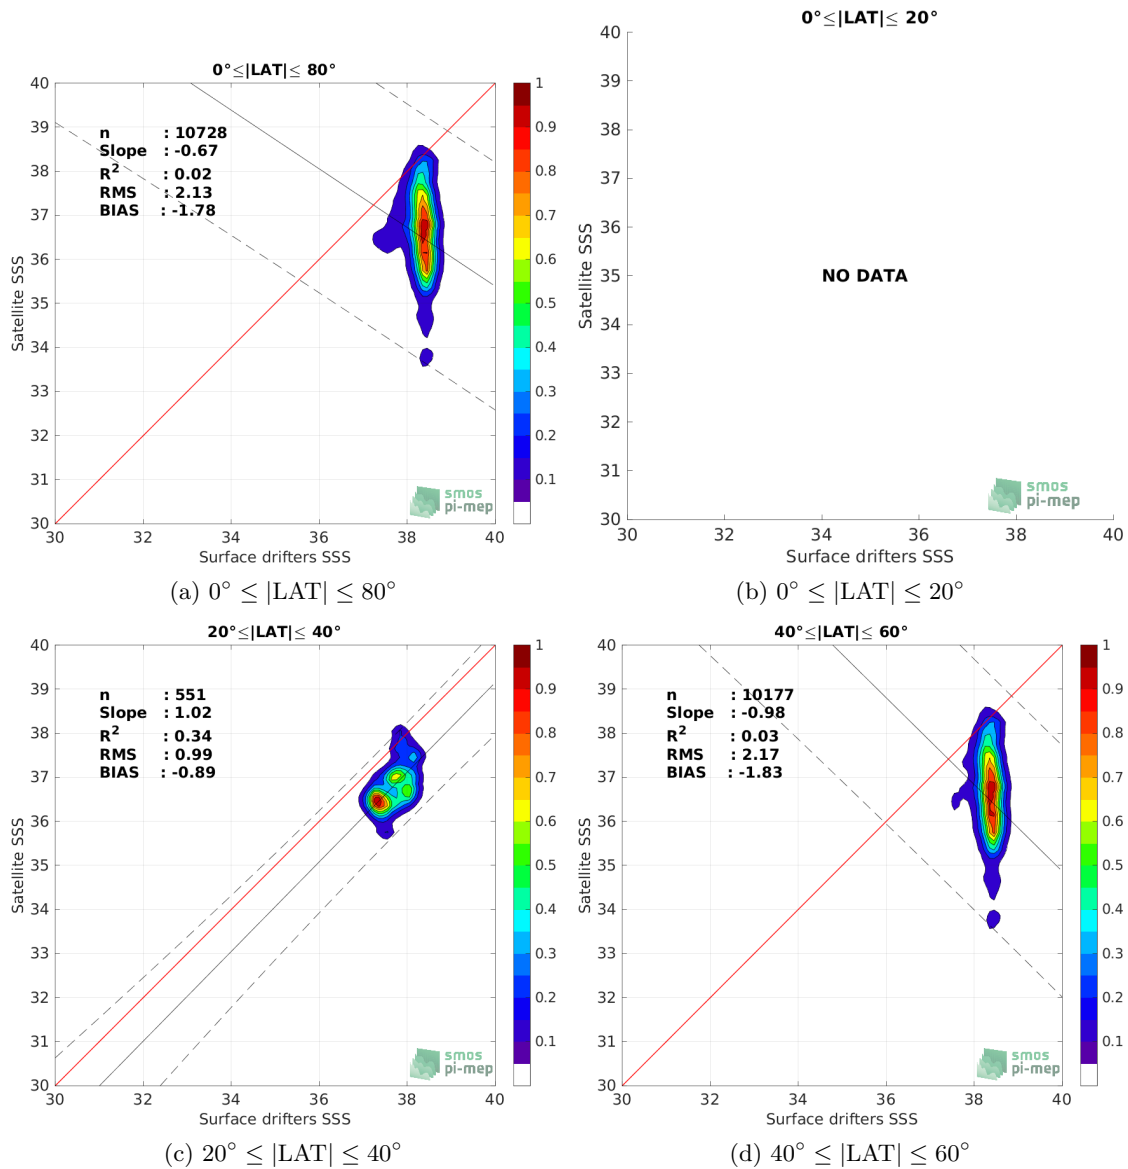 0°≤|LAT|≤ 80°
40
39
38
37
36
35
34
33
32
31
30
Satellite SSS
n : 10728
Slope : -0.67
R² : 0.02
RMS : 2.13
BIAS : -1.78
smos
pi-mep
30 32 34 36 38 40
Surface drifters SSS
1
0.9
0.8
0.7
0.6
0.5
0.4
0.3
0.2
0.1
(a) 0° ≤ |LAT| ≤ 80°
0°≤|LAT|≤ 20°
40
39
38
37
36
35
34
33
32
31
30
Satellite SSS
NO DATA
smos
pi-mep
30 32 34 36 38 40
Surface drifters SSS
(b) 0° ≤ |LAT| ≤ 20°
20°≤|LAT|≤ 40°
40
39
38
37
36
35
34
33
32
31
30
Satellite SSS
n : 551
Slope : 1.02
R² : 0.34
RMS : 0.99
BIAS : -0.89
smos
pi-mep
30 32 34 36 38 40
Surface drifters SSS
1
0.9
0.8
0.7
0.6
0.5
0.4
0.3
0.2
0.1
(c) 20° ≤ |LAT| ≤ 40°
40°≤|LAT|≤ 60°
40
39
38
37
36
35
34
33
32
31
30
Satellite SSS
n : 10177
Slope : -0.98
R² : 0.03
RMS : 2.17
BIAS : -1.83
smos
pi-mep
30 32 34 36 38 40
Surface drifters SSS
1
0.9
0.8
0.7
0.6
0.5
0.4
0.3
0.2
0.1
(d) 40° ≤ |LAT| ≤ 60°